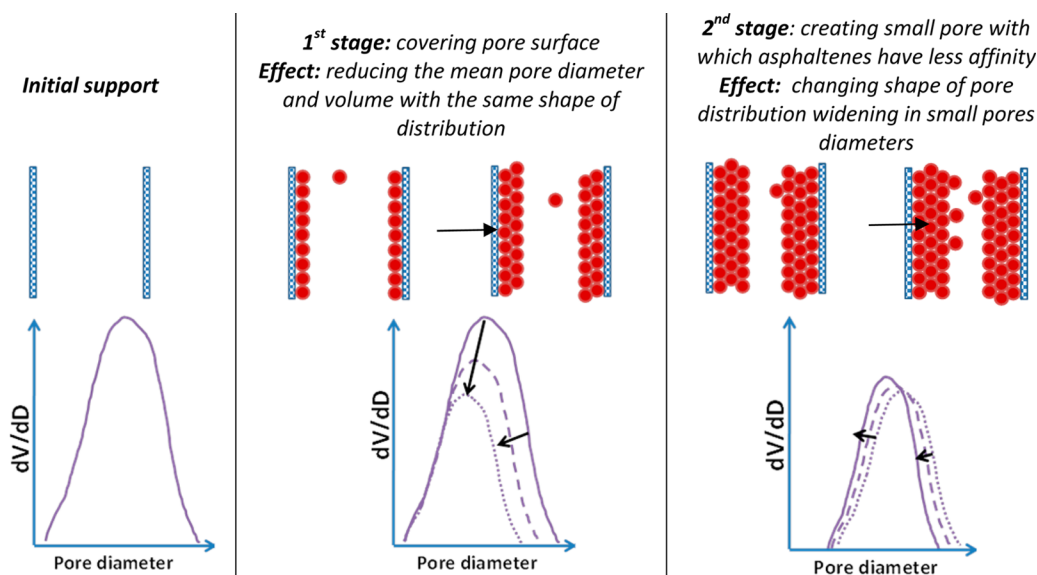 Initial support
dV/dD
Pore diameter
1st stage: covering pore surface
Effect: reducing the mean pore diameter
and volume with the same shape of
distribution
dV/dD
Pore diameter
2nd stage: creating small pore with
which asphaltenes have less affinity
Effect: changing shape of pore
distribution widening in small pores
diameters
dV/dD
Pore diameter